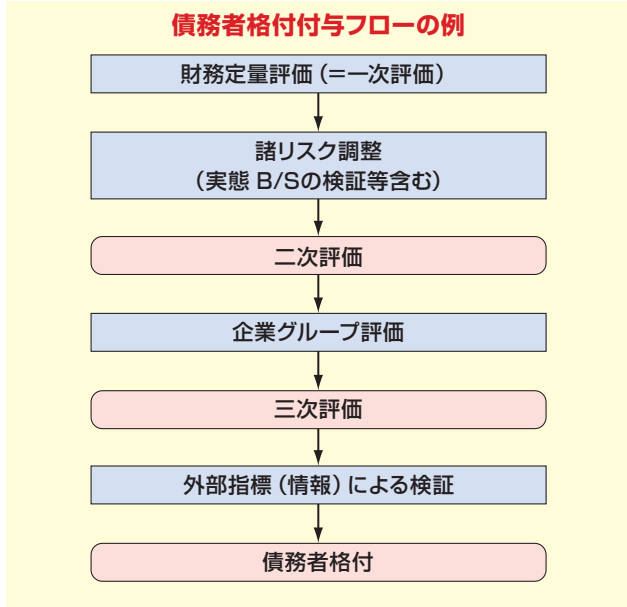 債務者格付付与フローの例
財務定量評価（＝一次評価）
諸リスク調整
（実態 B/Sの検証等含む）
二次評価
企業グループ評価
三次評価
外部指標（情報）による検証
債務者格付